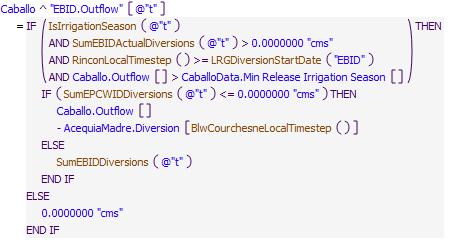 Caballo ^ "EBID.Outflow" [ @"t" ]
= IF ( IsIrrigationSeason ( @"t" ) THEN
AND SumEBIDActualDiversions ( @"t" ) > 0.0000000 "cms"
AND RinconLocalTimestep ( ) >= LRGDiversionStartDate ( "EBID" )
AND Caballo.Outflow [ ] > CaballoData.Min Release Irrigation Season [ ] )
IF ( SumEPCWIDDiversions ( @"t" ) <= 0.0000000 "cms" ) THEN
Caballo.Outflow [ ]
- AcequiaMadre.Diversion [ BlwCourchesneLocalTimestep ( ) ]
ELSE
SumEBIDDiversions ( @"t" )
END IF
ELSE
0.0000000 "cms"
END IF